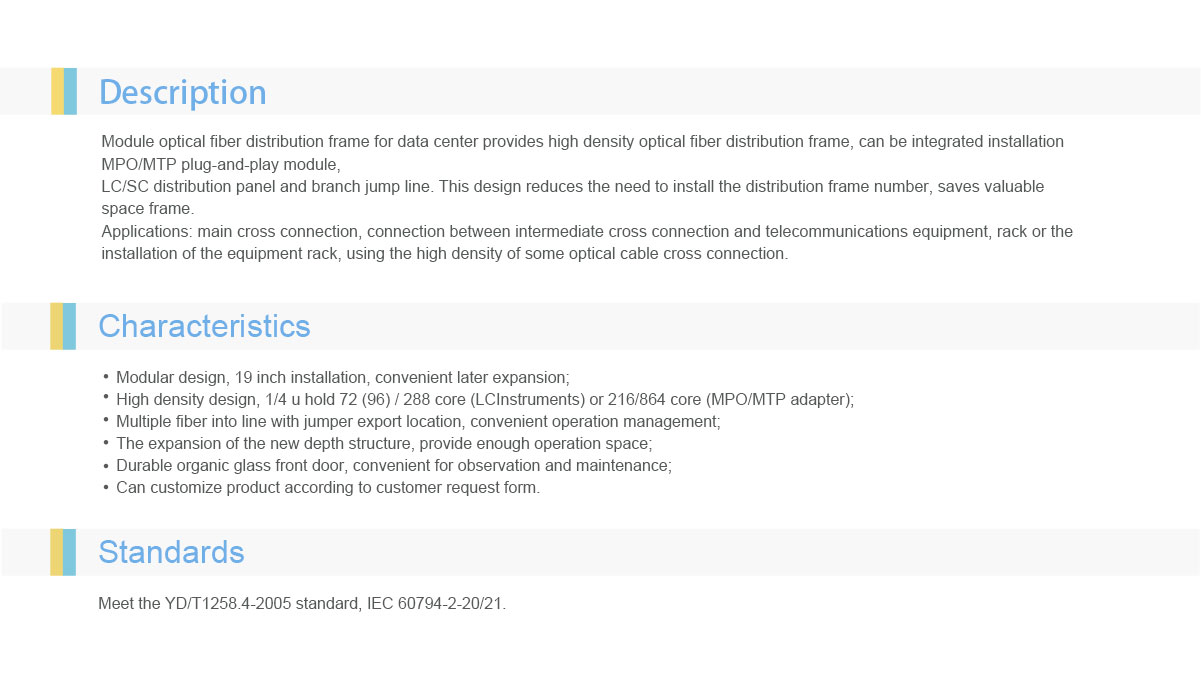 Description
Module optical fiber distribution frame for data center provides high density optical fiber distribution frame, can be integrated installation
MPO/MTP plug-and-play module,
LC/SC distribution panel and branch jump line. This design reduces the need to install the distribution frame number, saves valuable
space frame.
Applications: main cross connection, connection between intermediate cross connection and telecommunications equipment, rack or the
installation of the equipment rack, using the high density of some optical cable cross connection.
Characteristics
• Modular design, 19 inch installation, convenient later expansion;
• High density design, 1/4 u hold 72 (96) / 288 core (LCInstruments) or 216/864 core (MPO/MTP adapter);
• Multiple fiber into line with jumper export location, convenient operation management;
• The expansion of the new depth structure, provide enough operation space;
• Durable organic glass front door, convenient for observation and maintenance;
• Can customize product according to customer request form.
Standards
Meet the YD/T1258.4-2005 standard, IEC 60794-2-20/21.